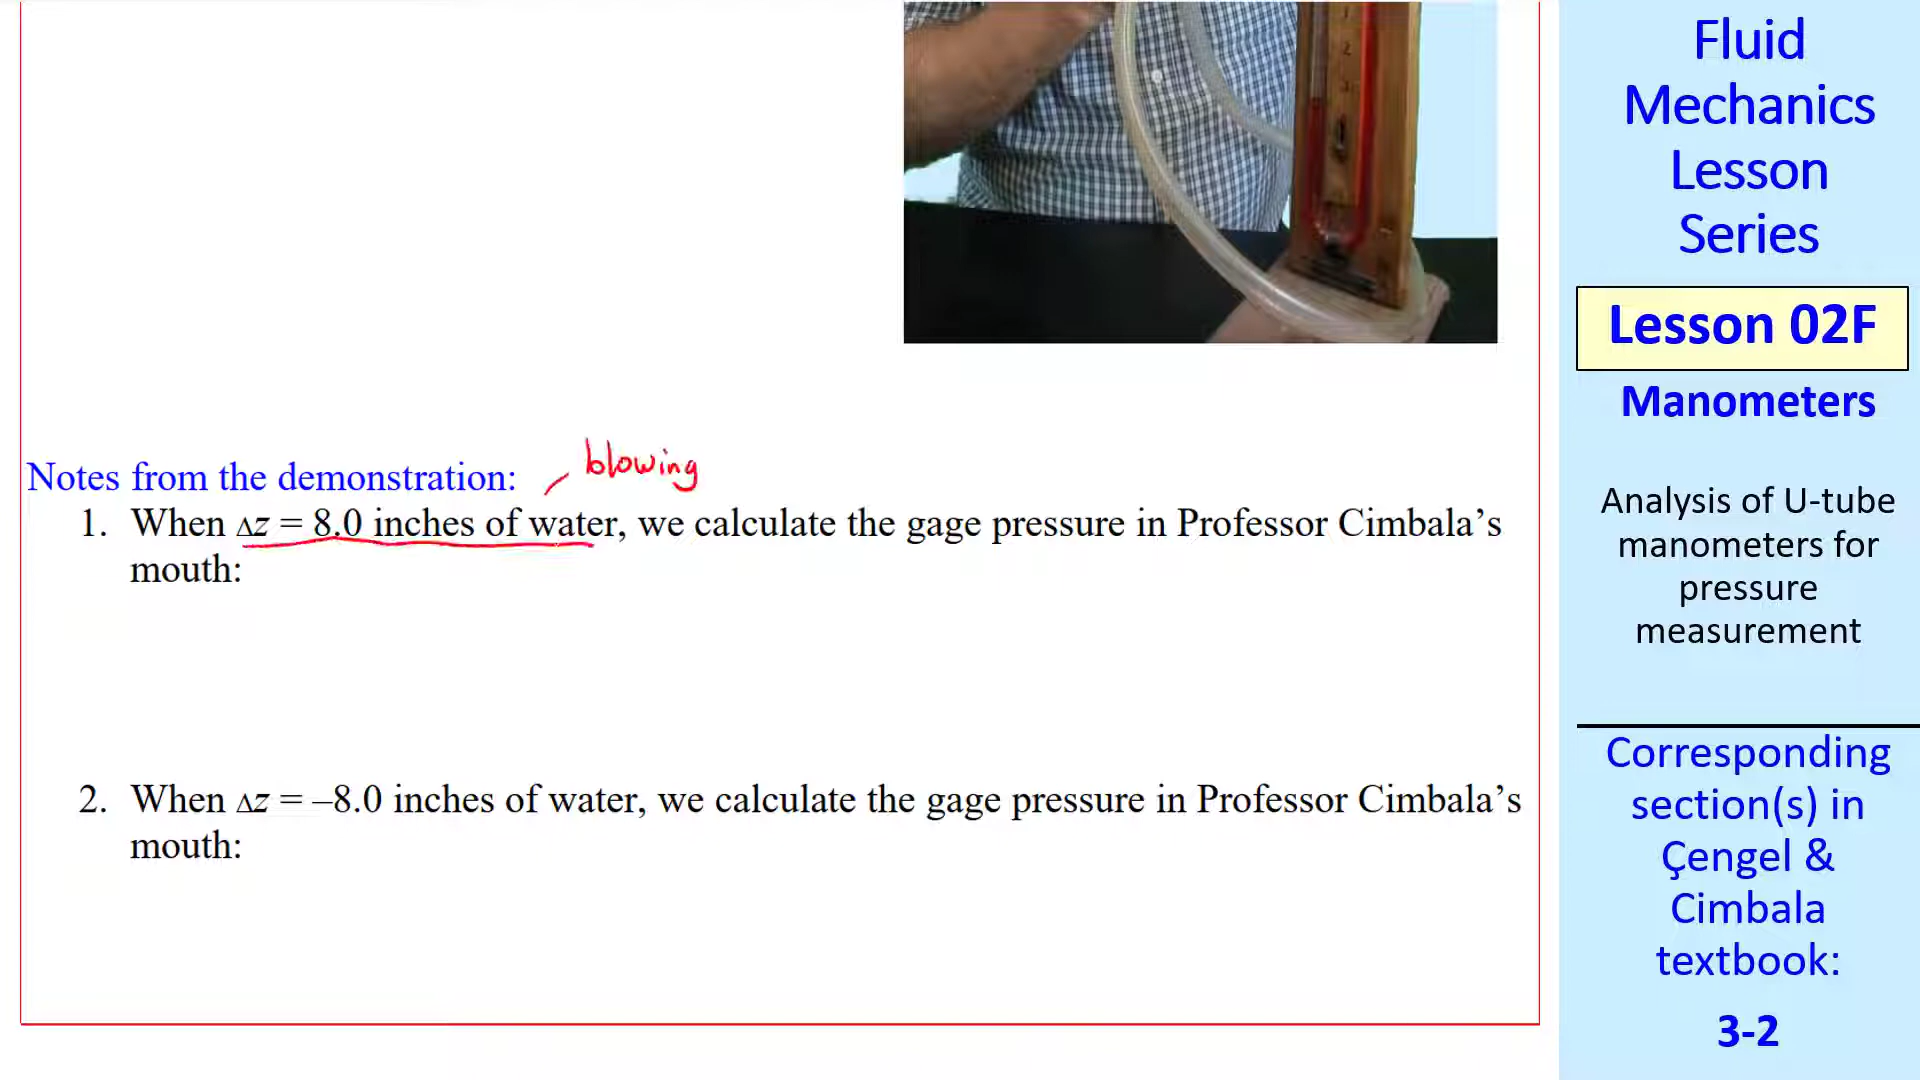 Notes from the demonstration:
blowing
1. When Δz = 8.0 inches of water, we calculate the gage pressure in Professor Cimbala’s
mouth:
2. When Δz = –8.0 inches of water, we calculate the gage pressure in Professor Cimbala’s
mouth:
Fluid
Mechanics
Lesson
Series
Lesson 02F
Manometers
Analysis of U-tube
manometers for
pressure
measurement
Corresponding
section(s) in
Çengel &
Cimbala
textbook:
3-2